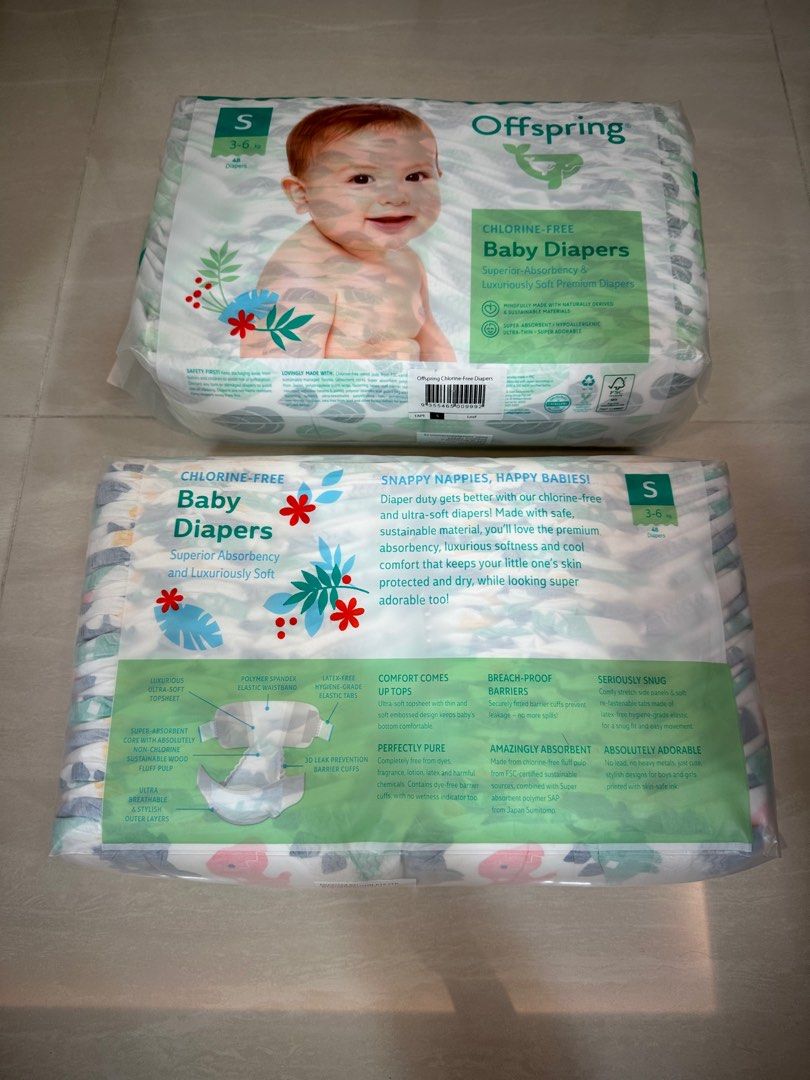 S
3-6 kg
48
Diapers
Offspring
CHLORINE-FREE
Baby Diapers
Superior-Absorbency &
Luxuriously Soft Premium Diapers
MINDFULLY MADE WITH NATURALLY DERIVED
& SUSTAINABLE MATERIALS
SUPER ABSORBENT • HYPOALLERGENIC
ULTRA-THIN • SUPER ADORABLE
SAFETY FIRST!
LOVINGLY MADE WITH:
Offspring Chlorine-Free Diapers
TAPE S Leaf
FSC
CHLORINE-FREE
Baby
Diapers
Superior Absorbency
and Luxuriously Soft
SNAPPY NAPPIES, HAPPY BABIES!
Diaper duty gets better with our chlorine-free
and ultra-soft diapers! Made with safe,
sustainable material, you'll love the premium
absorbency, luxurious softness and cool
comfort that keeps your little one's skin
protected and dry, while looking super
adorable too!
S
3-6 kg
48
Diapers
LUXURIOUS
ULTRA-SOFT
TOPSHEET
POLYMER SPANDEX
ELASTIC WAISTBAND
LATEX-FREE
HYGIENE-GRADE
ELASTIC TABS
SUPER-ABSORBENT
CORE WITH ABSOLUTELY
NON-CHLORINE
SUSTAINABLE WOOD
FLUFF PULP
3D LEAK PREVENTION
BARRIER CUFFS
ULTRA
BREATHABLE
& STYLISH
OUTER LAYERS
COMFORT COMES
UP TOPS
Ultra-soft topsheet with thin and
soft embossed design keeps baby's
bottom comfortable.
BREACH-PROOF
BARRIERS
Securely fitted barrier cuffs prevent
leakage – no more spills!
SERIOUSLY SNUG
Comfy stretch side panels & soft
re-fastenable tabs made of
latex-free hygiene-grade elastic
for a snug fit and easy movement.
PERFECTLY PURE
Completely free from dyes,
fragrance, lotion, latex and harmful
chemicals. Contains dye-free barrier
cuffs, with no wetness indicator too.
AMAZINGLY ABSORBENT
Made from chlorine-free fluff pulp
from FSC-certified sustainable
sources, combined with Super
absorbent polymer SAP
from Japan Sumitomo.
ABSOLUTELY ADORABLE
No lead, no heavy metals, just cute,
stylish designs for boys and girls
printed with skin-safe ink.